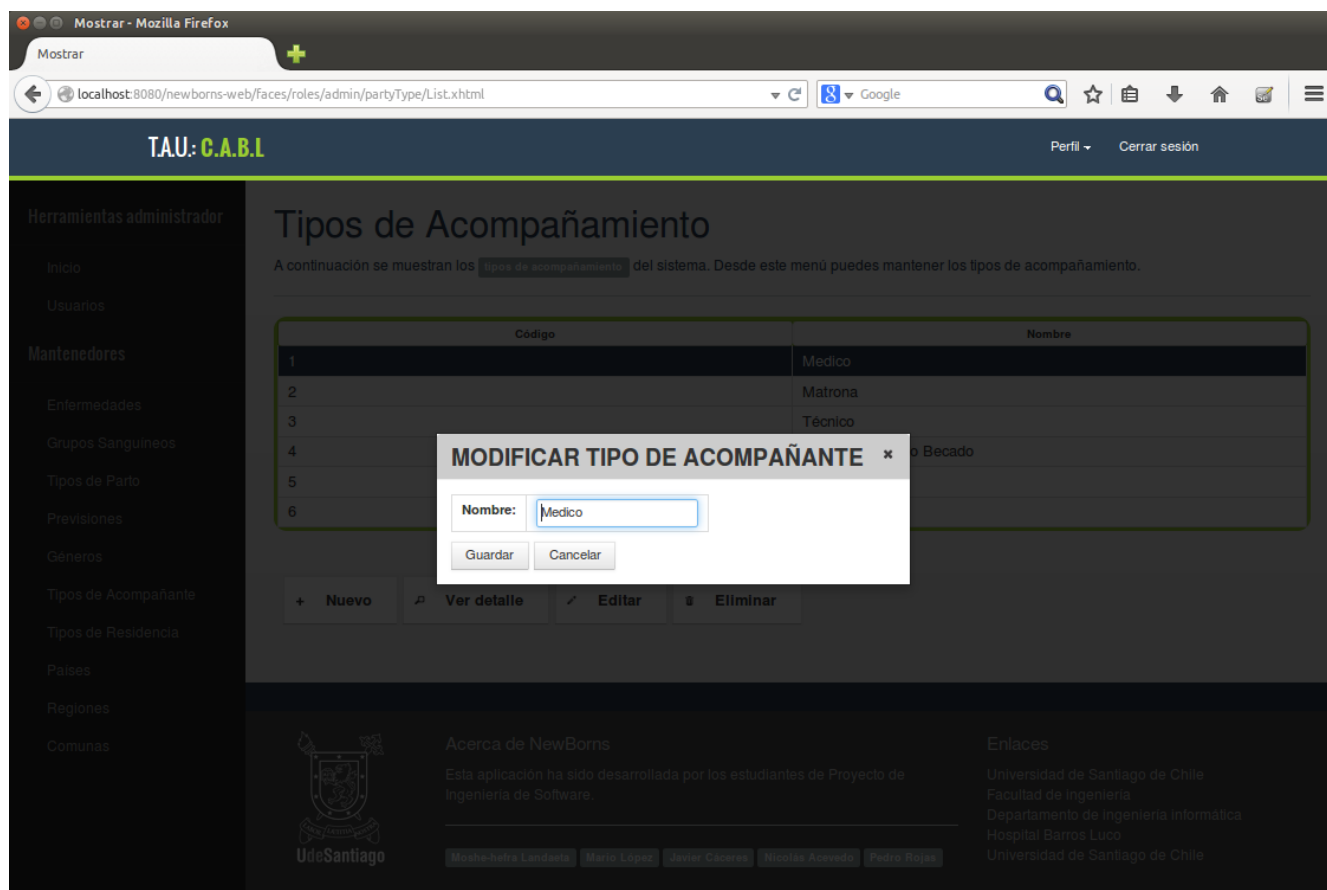 Mostrar - Mozilla Firefox
Mostrar
localhost:8080/newborns-web/faces/roles/admin/partyType/List.xhtml
Google
T.A.U.: C.A.B.L
Perfil
Cerrar sesión
Herramientas administrador
Inicio
Usuarios
Mantenedores
Enfermedades
Grupos Sanguíneos
Tipos de Parto
Previsiones
Géneros
Tipos de Acompañante
Tipos de Residencia
Países
Regiones
Comunas
Tipos de Acompañamiento
A continuación se muestran los tipos de acompañamiento del sistema. Desde este menú puedes mantener los tipos de acompañamiento.
Código Nombre
1 Medico
2 Matrona
3 Técnico
4 o Becado
5
6
MODIFICAR TIPO DE ACOMPAÑANTE
Nombre: Medico
Guardar Cancelar
+ Nuevo Ver detalle Editar Eliminar
UdeSantiago
Acerca de NewBorns
Esta aplicación ha sido desarrollada por los estudiantes de Proyecto de
Ingeniería de Software.
Moshe-hefra Landaeta Mario López Javier Cáceres Nicolás Acevedo Pedro Rojas
Enlaces
Universidad de Santiago de Chile
Facultad de ingeniería
Departamento de ingeniería informática
Hospital Barros Luco
Universidad de Santiago de Chile